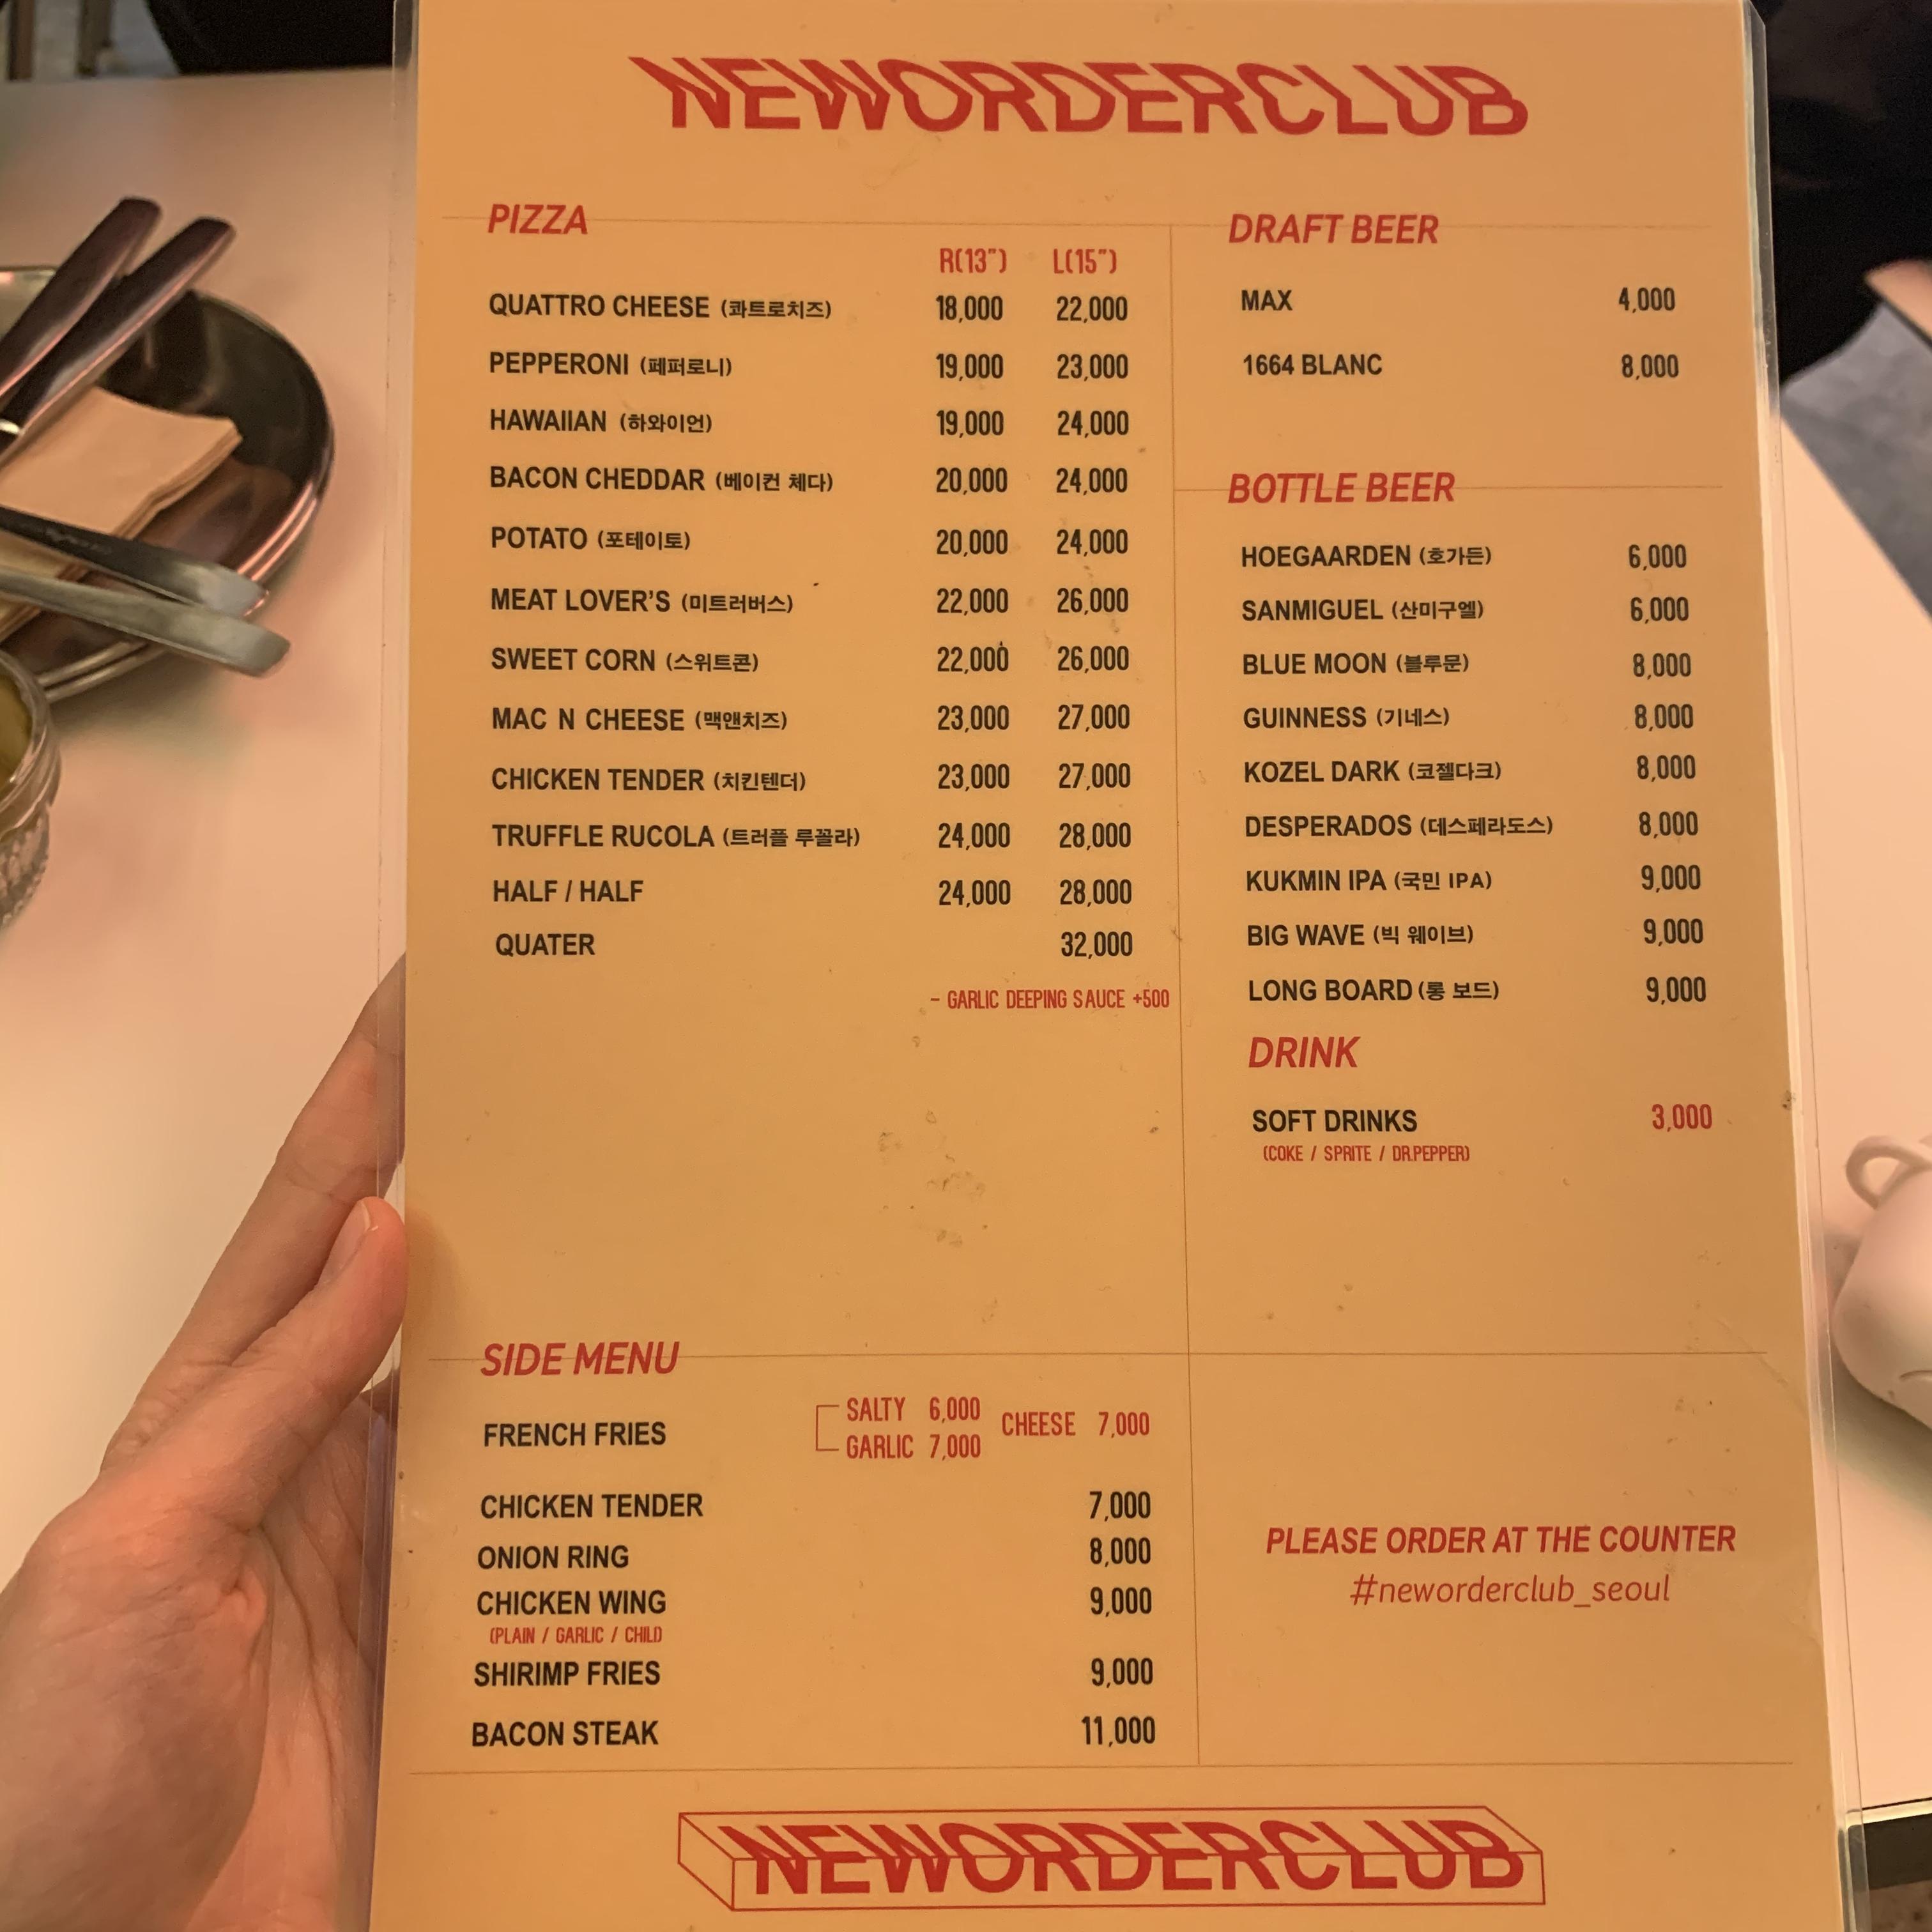 NEWORDERCLUB
PIZZA
R(13") L(15")
QUATTRO CHEESE (콰트로치즈) 18,000 22,000
PEPPERONI (페퍼로니) 19,000 23,000
HAWAIIAN (하와이언) 19,000 24,000
BACON CHEDDAR (베이컨 체다) 20,000 24,000
POTATO (포테이토) 20,000 24,000
MEAT LOVER'S (미트러버스) 22,000 26,000
SWEET CORN (스위트콘) 22,000 26,000
MAC N CHEESE (맥앤치즈) 23,000 27,000
CHICKEN TENDER (치킨텐더) 23,000 27,000
TRUFFLE RUCOLA (트러플 루꼴라) 24,000 28,000
HALF / HALF 24,000 28,000
QUATER 32,000
- GARLIC DEEPING SAUCE +500
DRAFT BEER
MAX 4,000
1664 BLANC 8,000
BOTTLE BEER
HOEGAARDEN (호가든) 6,000
SANMIGUEL (산미구엘) 6,000
BLUE MOON (블루문) 8,000
GUINNESS (기네스) 8,000
KOZEL DARK (코젤다크) 8,000
DESPERADOS (데스페라도스) 8,000
KUKMIN IPA (국민 IPA) 9,000
BIG WAVE (빅 웨이브) 9,000
LONG BOARD (롱 보드) 9,000
DRINK
SOFT DRINKS 3,000
(COKE / SPRITE / DR.PEPPER)
SIDE MENU
FRENCH FRIES SALTY 6,000 CHEESE 7,000
GARLIC 7,000
CHICKEN TENDER 7,000
ONION RING 8,000
CHICKEN WING 9,000
(PLAIN / GARLIC / CHILI)
SHIRIMP FRIES 9,000
BACON STEAK 11,000
PLEASE ORDER AT THE COUNTER
#neworderclub_seoul
NEWORDERCLUB